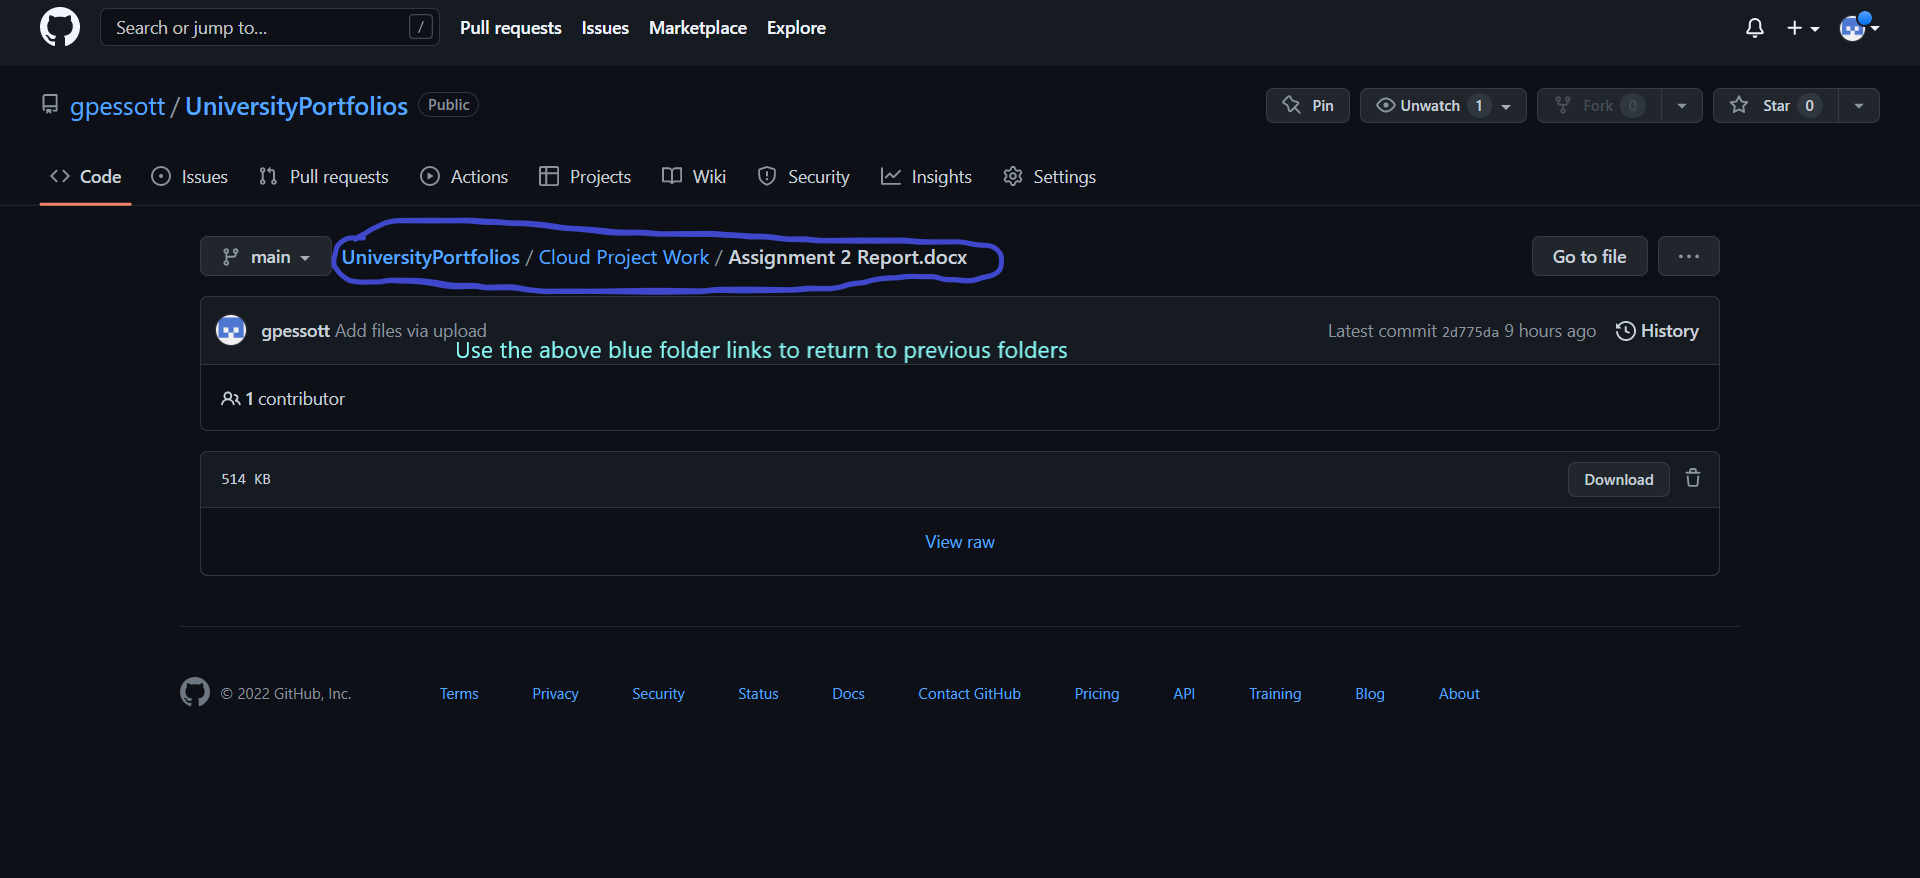 Search or jump to... / Pull requests Issues Marketplace Explore
gpessott / UniversityPortfolios Public Pin Unwatch 1 Fork 0 Star 0
Code Issues Pull requests Actions Projects Wiki Security Insights Settings
main UniversityPortfolios / Cloud Project Work / Assignment 2 Report.docx Go to file ...
gpessott Add files via upload Latest commit 2d775da 9 hours ago History
Use the above blue folder links to return to previous folders
1 contributor
514 KB Download
View raw
© 2022 GitHub, Inc. Terms Privacy Security Status Docs Contact GitHub Pricing API Training Blog About